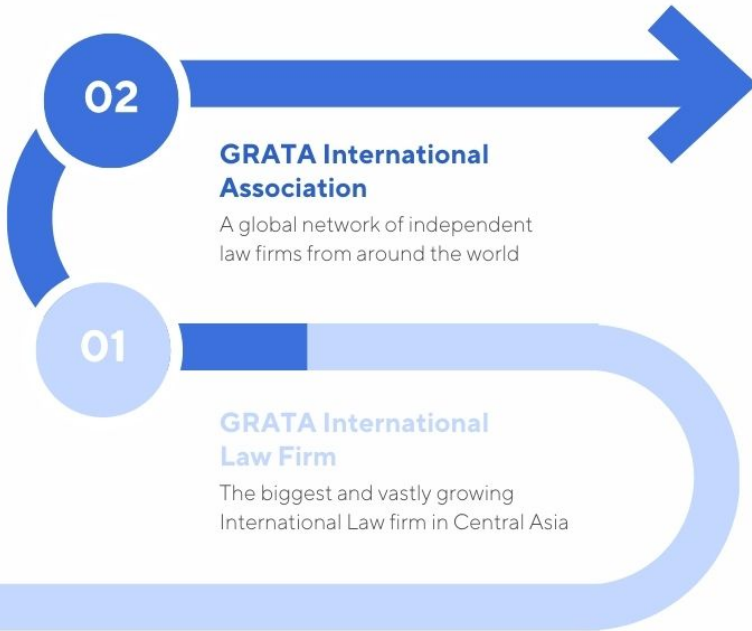 02
GRATA International
Association
A global network of independent
law firms from around the world
01
GRATA International
Law Firm
The biggest and vastly growing
International Law firm in Central Asia